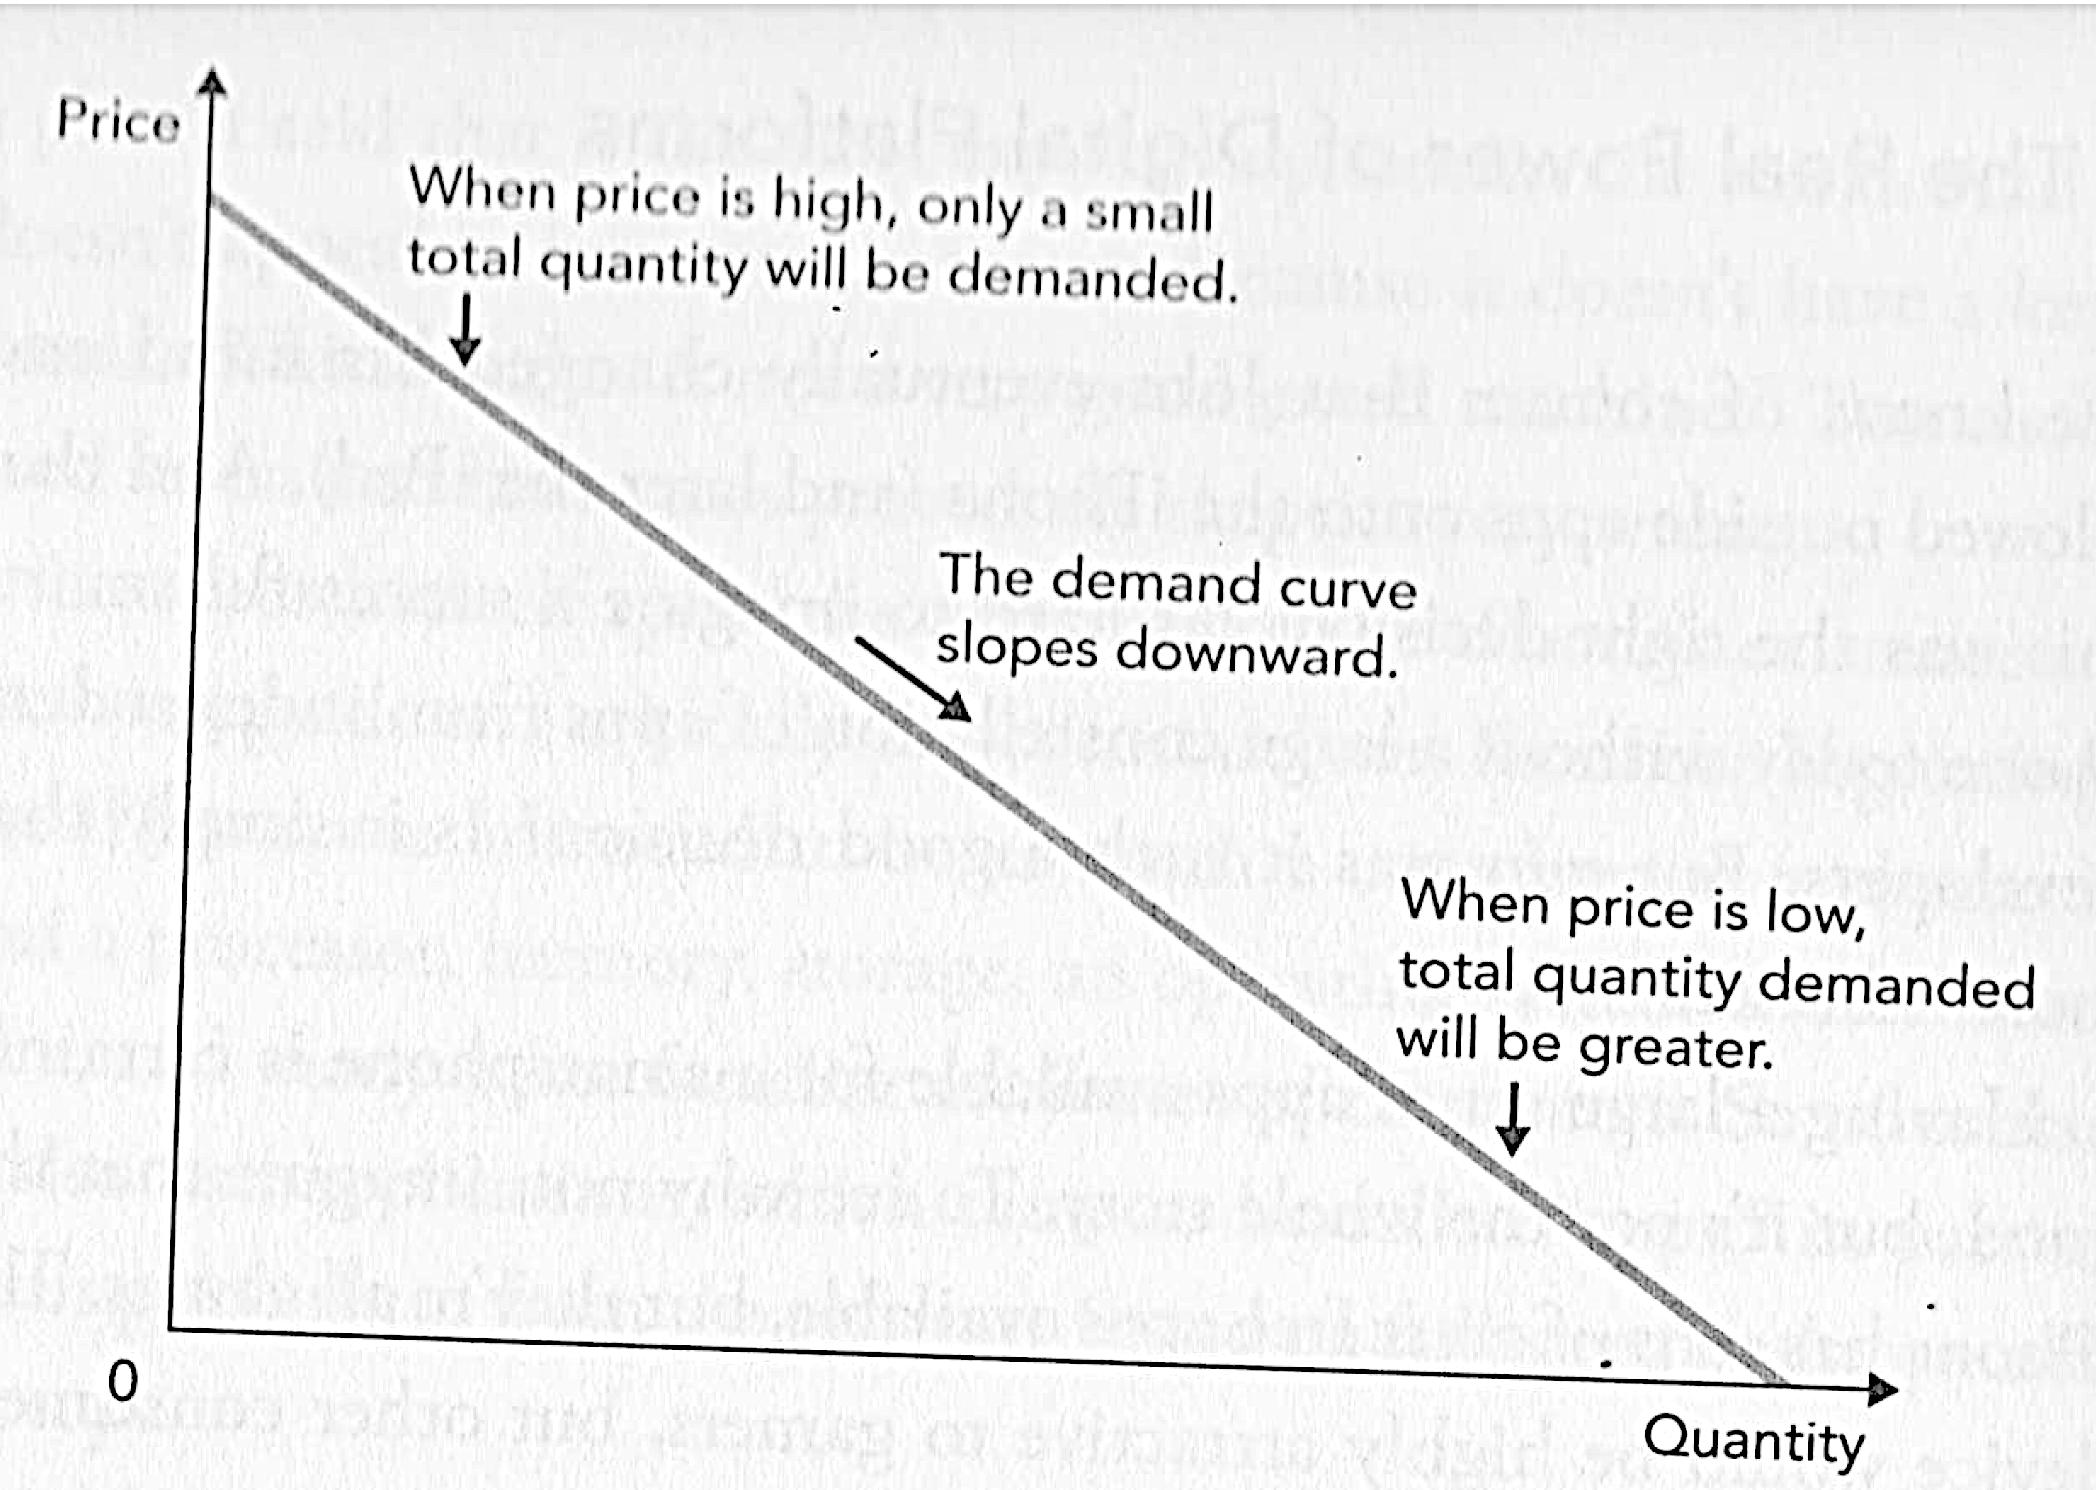 Price
When price is high, only a small
total quantity will be demanded.
The demand curve
slopes downward.
When price is low,
total quantity demanded
will be greater.
0
Quantity